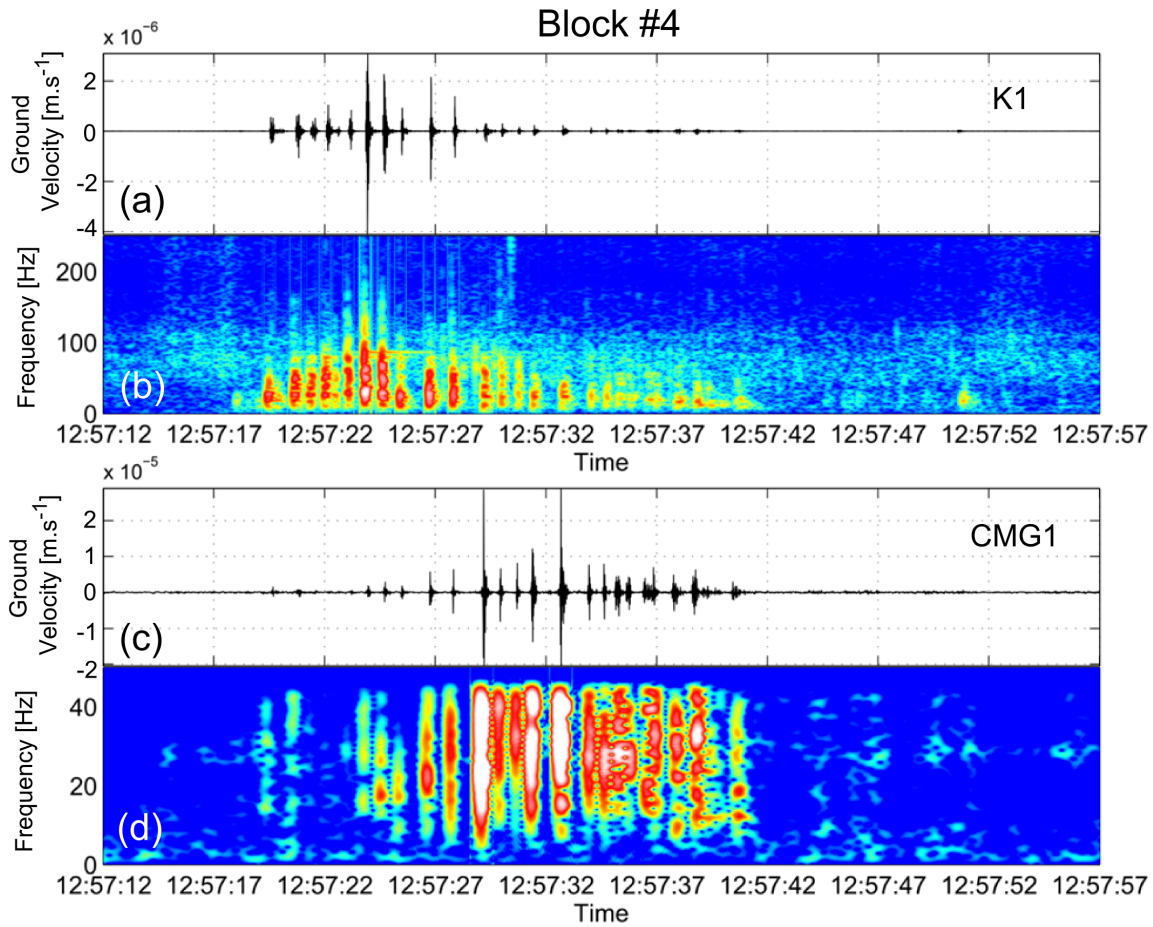 Block #4
x 10⁻⁶
Ground
Velocity [m.s⁻¹]
2
0
-2
-4
K1
(a)
Frequency [Hz]
200
100
0
(b)
12:57:12 12:57:17 12:57:22 12:57:27 12:57:32 12:57:37 12:57:42 12:57:47 12:57:52 12:57:57
Time
x 10⁻⁵
Ground
Velocity [m.s⁻¹]
2
1
0
-1
-2
CMG1
(c)
Frequency [Hz]
40
20
0
(d)
12:57:12 12:57:17 12:57:22 12:57:27 12:57:32 12:57:37 12:57:42 12:57:47 12:57:52 12:57:57
Time